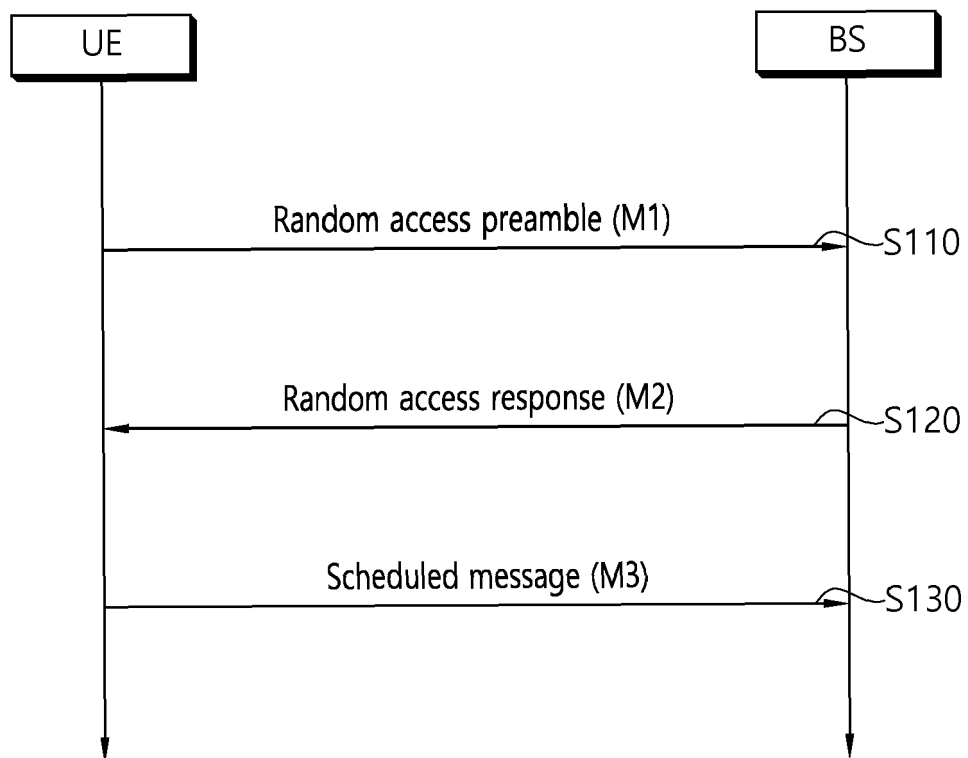 UE
BS
Random access preamble (M1)
S110
Random access response (M2)
S120
Scheduled message (M3)
S130